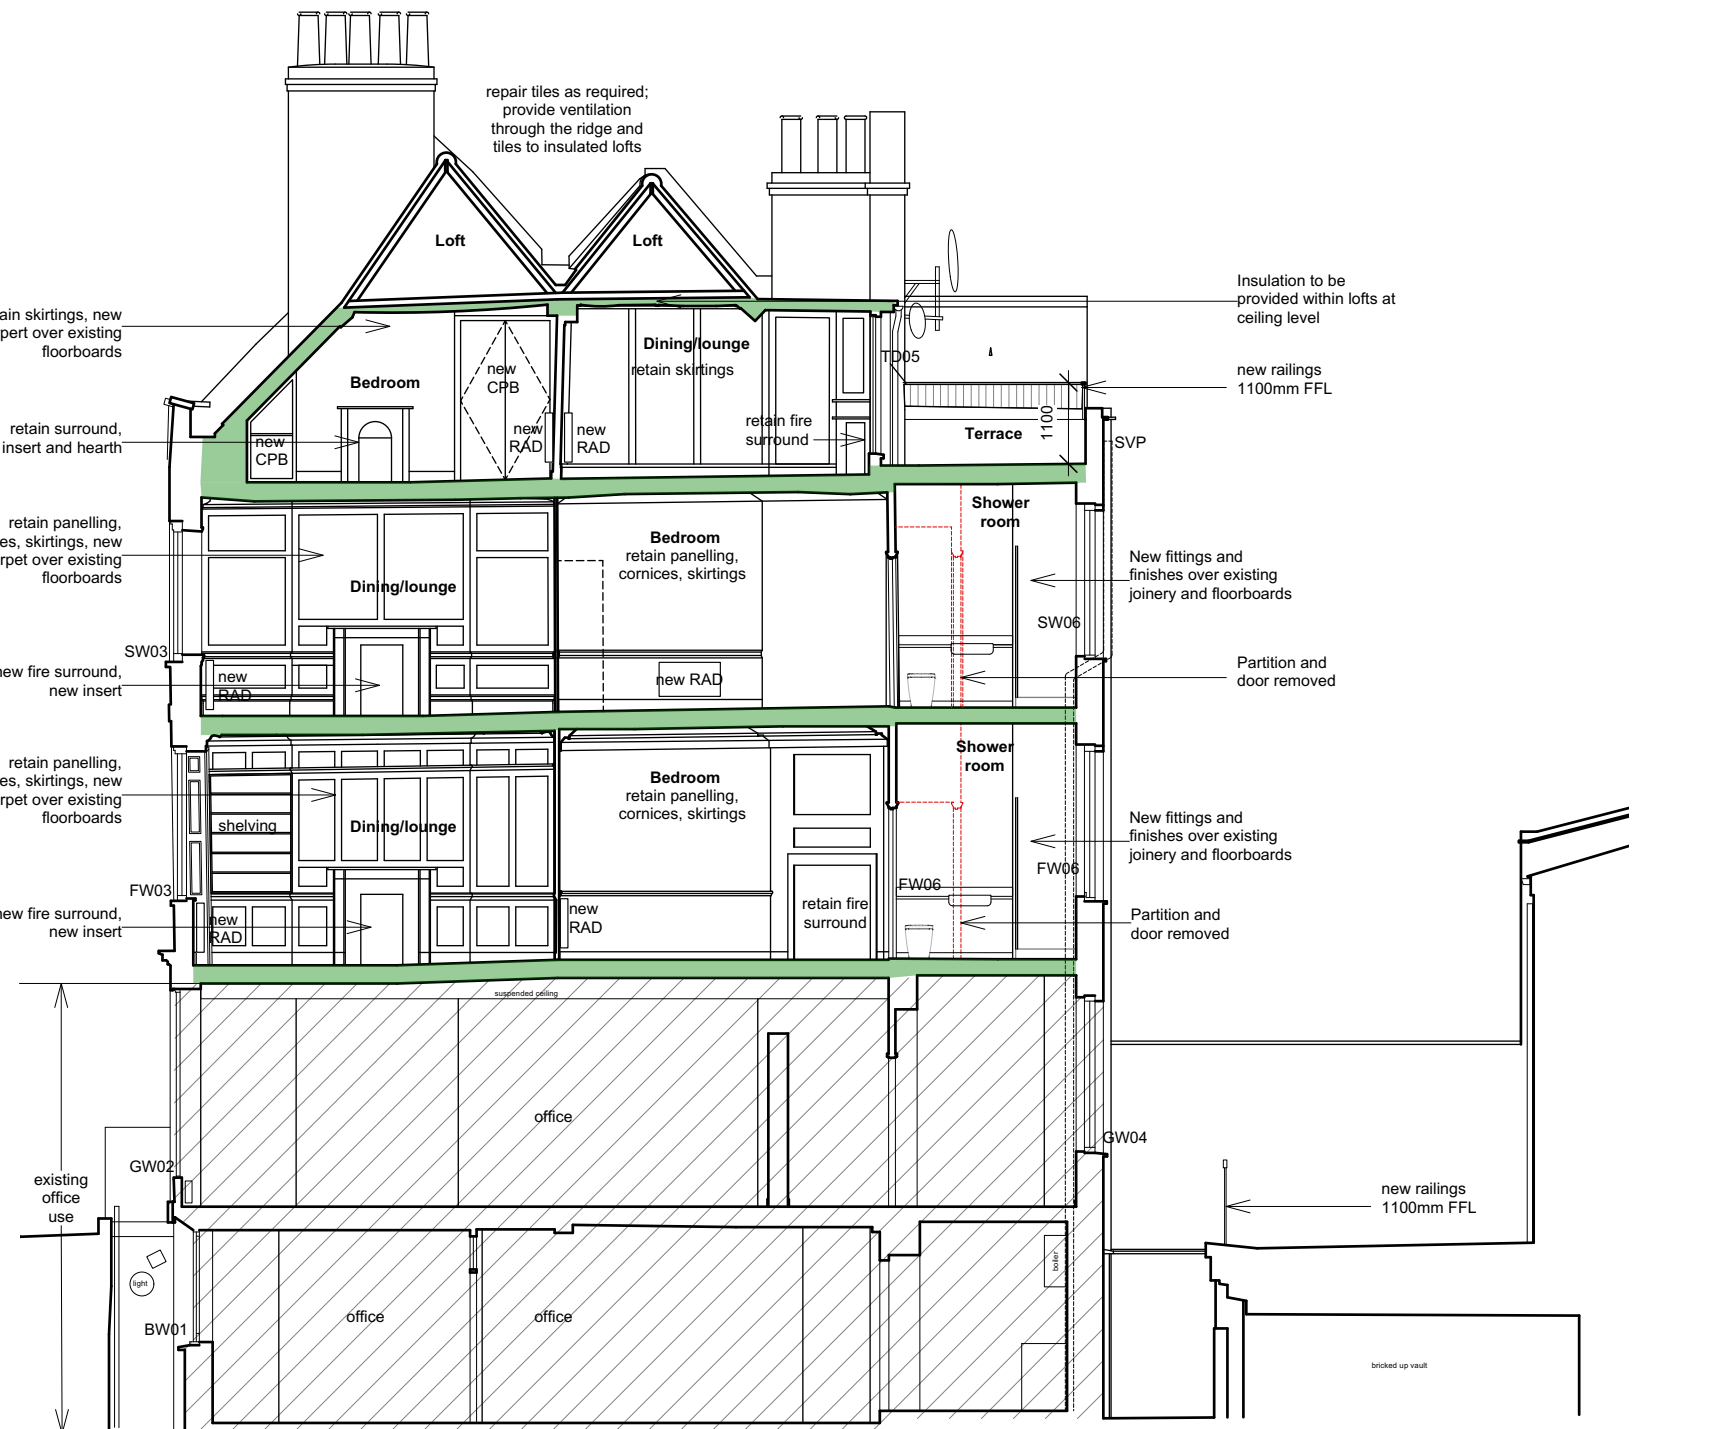 repair tiles as required;
provide ventilation
through the ridge and
tiles to insulated lofts
Loft
Loft
Insulation to be
provided within lofts at
ceiling level
ain skirtings, new
pert over existing
floorboards
Dining/lounge
retain skirtings
TD05
new railings
1100mm FFL
Bedroom
new
CPB
retain surround,
insert and hearth
new
CPB
new
RAD
new
RAD
retain fire
surround
Terrace
1100
SVP
retain panelling,
es, skirtings, new
rpet over existing
floorboards
Dining/lounge
Bedroom
retain panelling,
cornices, skirtings
Shower
room
New fittings and
finishes over existing
joinery and floorboards
SW03
SW06
new fire surround,
new insert
new
RAD
new RAD
Partition and
door removed
retain panelling,
es, skirtings, new
rpet over existing
floorboards
shelving
Dining/lounge
Bedroom
retain panelling,
cornices, skirtings
Shower
room
New fittings and
finishes over existing
joinery and floorboards
FW03
FW06
FW06
new fire surround,
new insert
new
RAD
new
RAD
retain fire
surround
Partition and
door removed
suspended ceiling
office
GW02
GW04
existing
office
use
new railings
1100mm FFL
light
boiler
BW01
office
office
bricked up vault